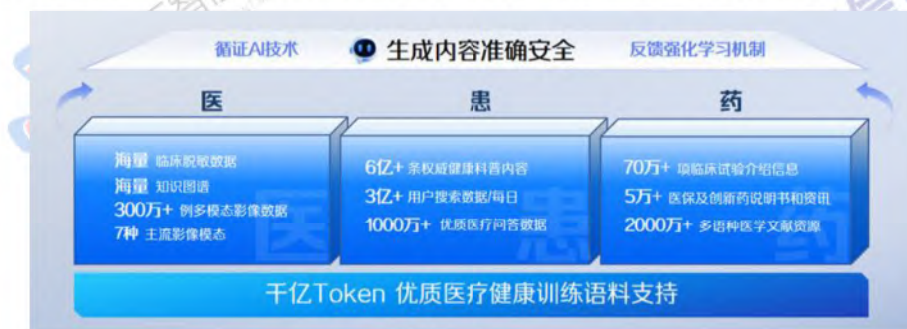 循证AI技术 生成内容准确安全 反馈强化学习机制
医 患 药
海量 临床脱敏数据
海量 知识图谱
300万+ 例多模态影像数据
7种 主流影像模态
6亿+ 条权威健康科普内容
3亿+ 用户搜索数据/每日
1000万+ 优质医疗问答数据
70万+ 项临床试验介绍信息
5万+ 医保及创新药说明书和资讯
2000万+ 多语种医学文献资源
医 患 药
千亿Token 优质医疗健康训练语料支持